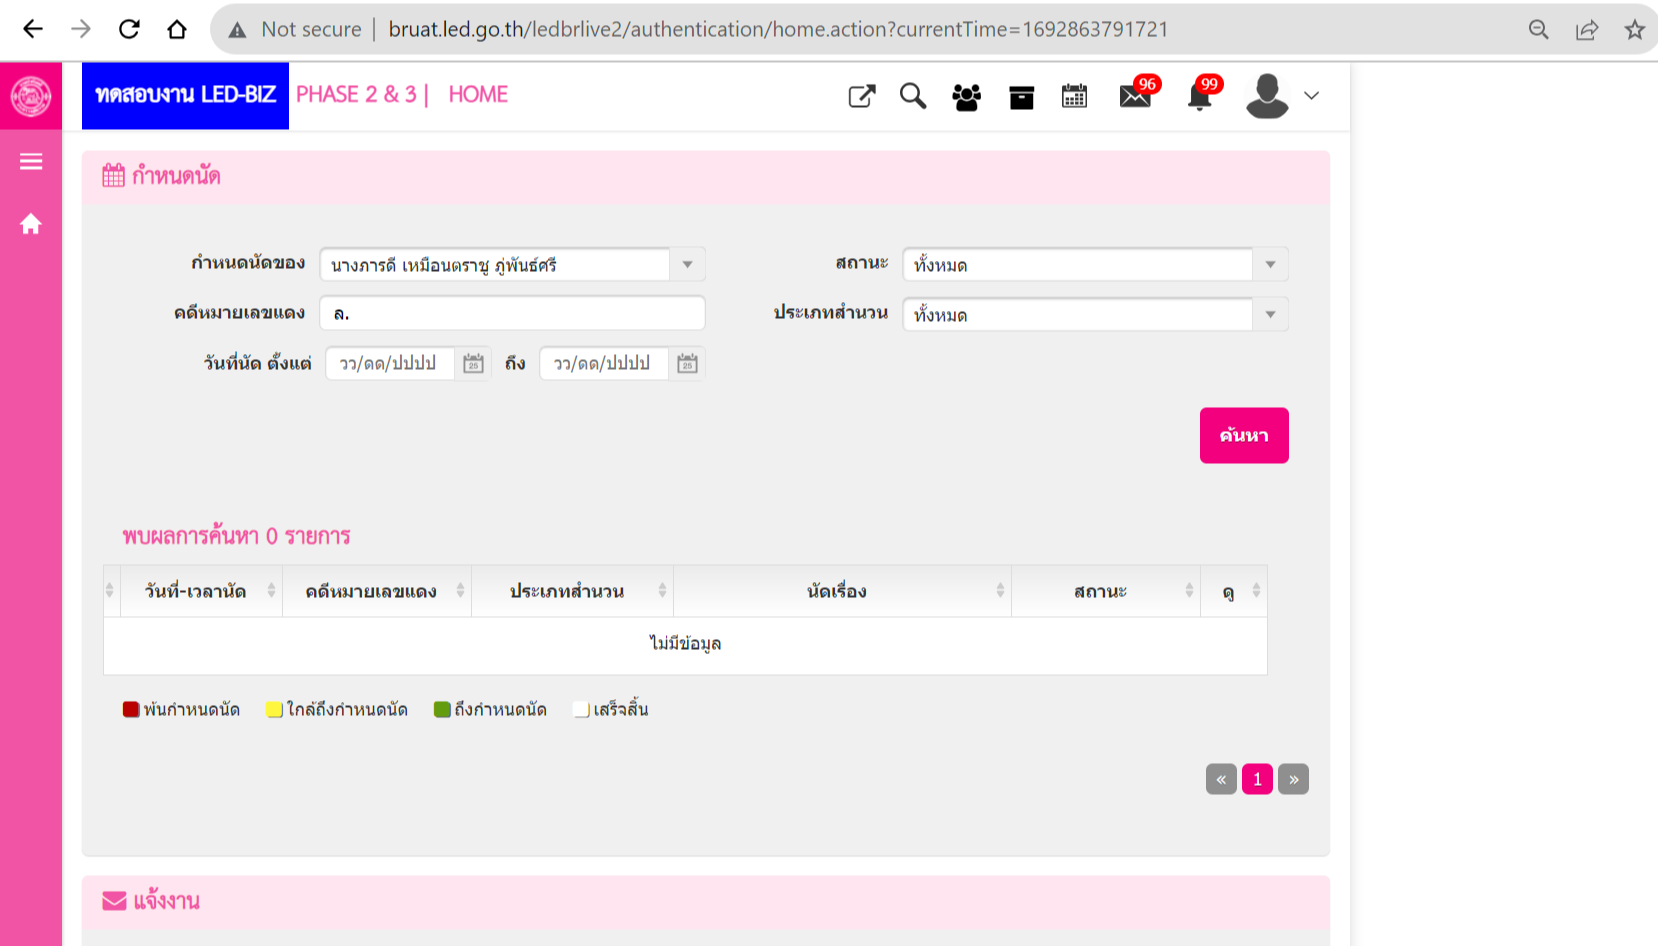 Not secure | bruat.led.go.th/ledbrlive2/authentication/home.action?currentTime=1692863791721
ทดสอบงาน LED-BIZ PHASE 2 & 3 | HOME 96 99
กำหนดนัด
กำหนดนัดของ นางภารดี เหมือนตราชู ภู่พันธ์ศรี สถานะ ทั้งหมด
คดีหมายเลขแดง ล. ประเภทสำนวน ทั้งหมด
วันที่นัด ตั้งแต่ วว/ดด/ปปปป 25 ถึง วว/ดด/ปปปป 25
ค้นหา
พบผลการค้นหา 0 รายการ
วันที่-เวลานัด คดีหมายเลขแดง ประเภทสำนวน นัดเรื่อง สถานะ ดู
ไม่มีข้อมูล
พ้นกำหนดนัด ใกล้ถึงกำหนดนัด ถึงกำหนดนัด เสร็จสิ้น
« 1 »
แจ้งงาน